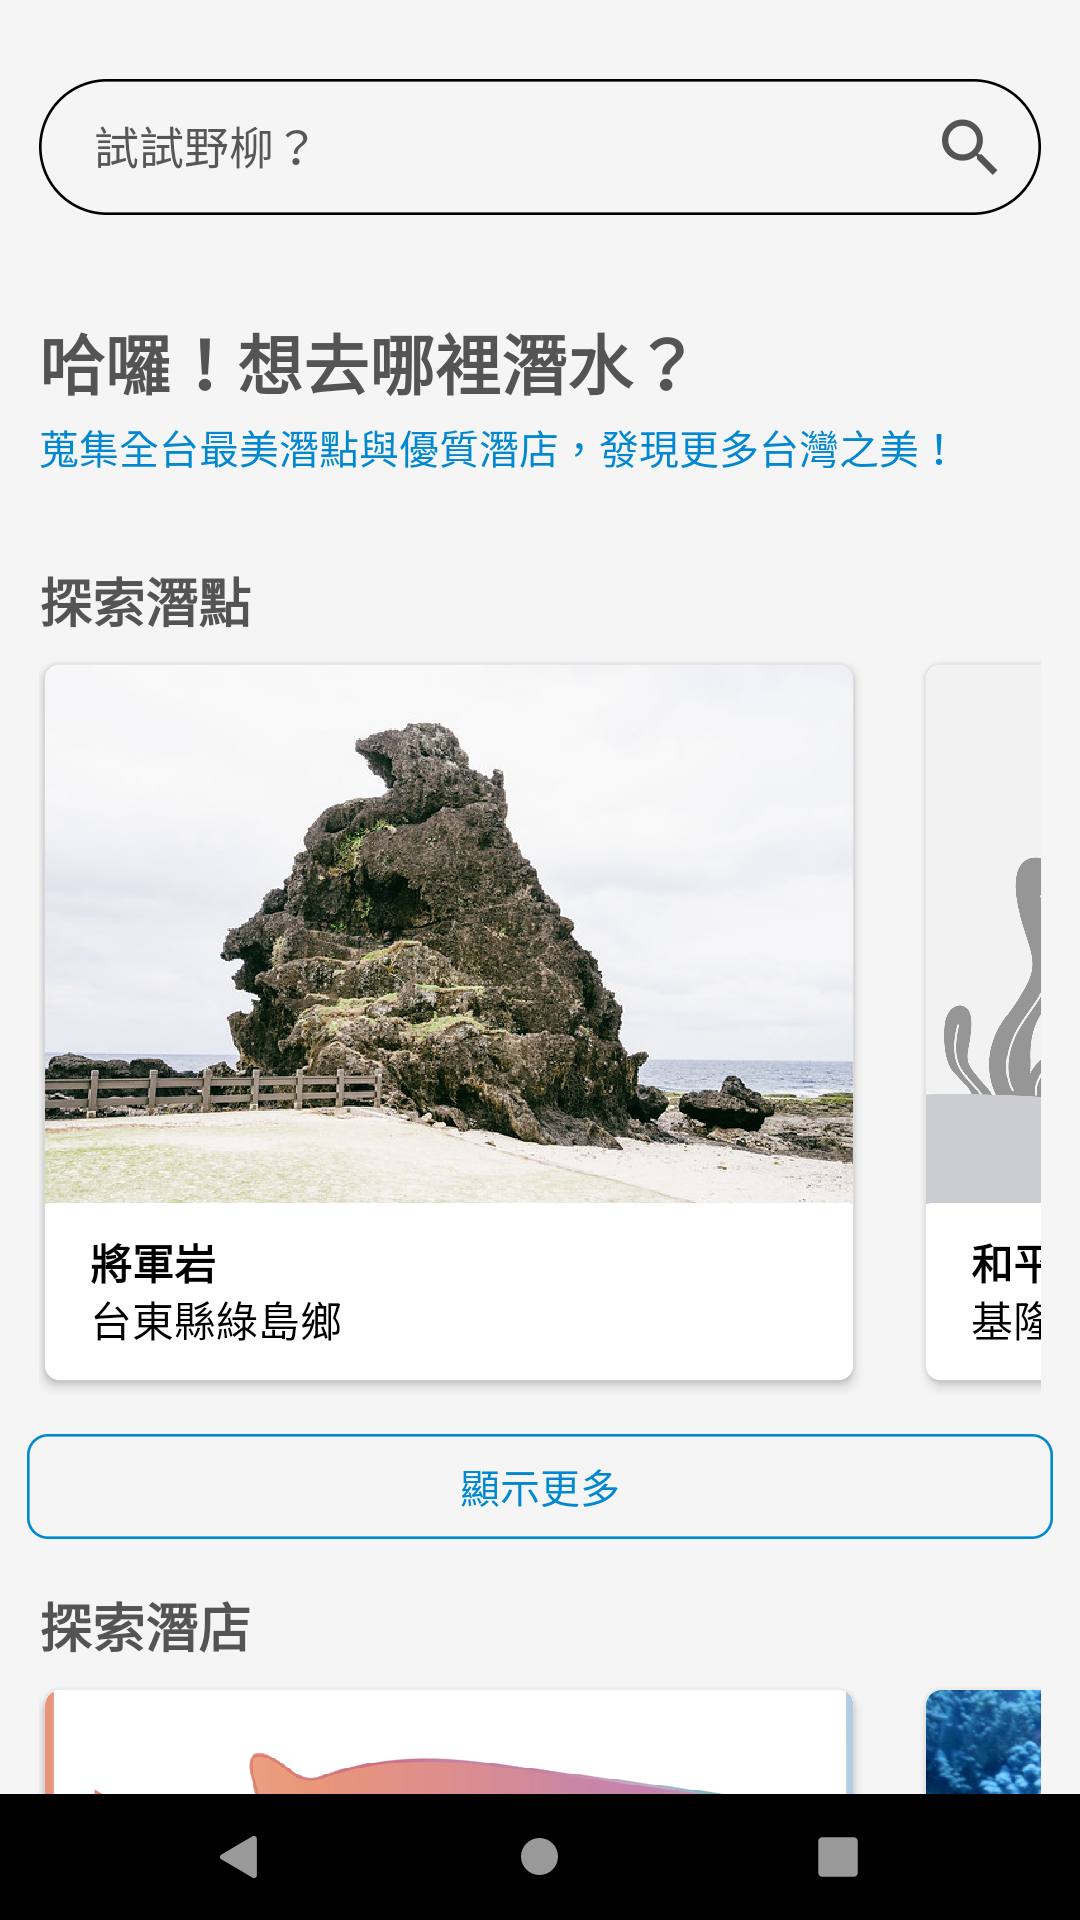 試試野柳？
哈囉！想去哪裡潛水？
蒐集全台最美潛點與優質潛店，發現更多台灣之美！
探索潛點
將軍岩
台東縣綠島鄉
和平
基隆
顯示更多
探索潛店